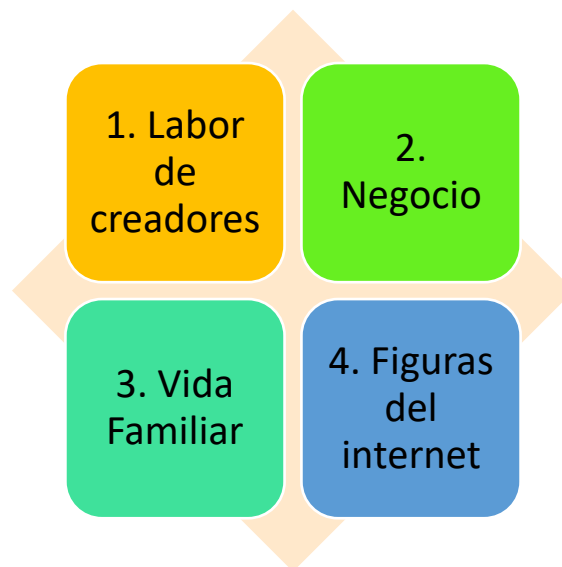 1. Labor
de
creadores
2.
Negocio
3. Vida
Familiar
4. Figuras
del
internet